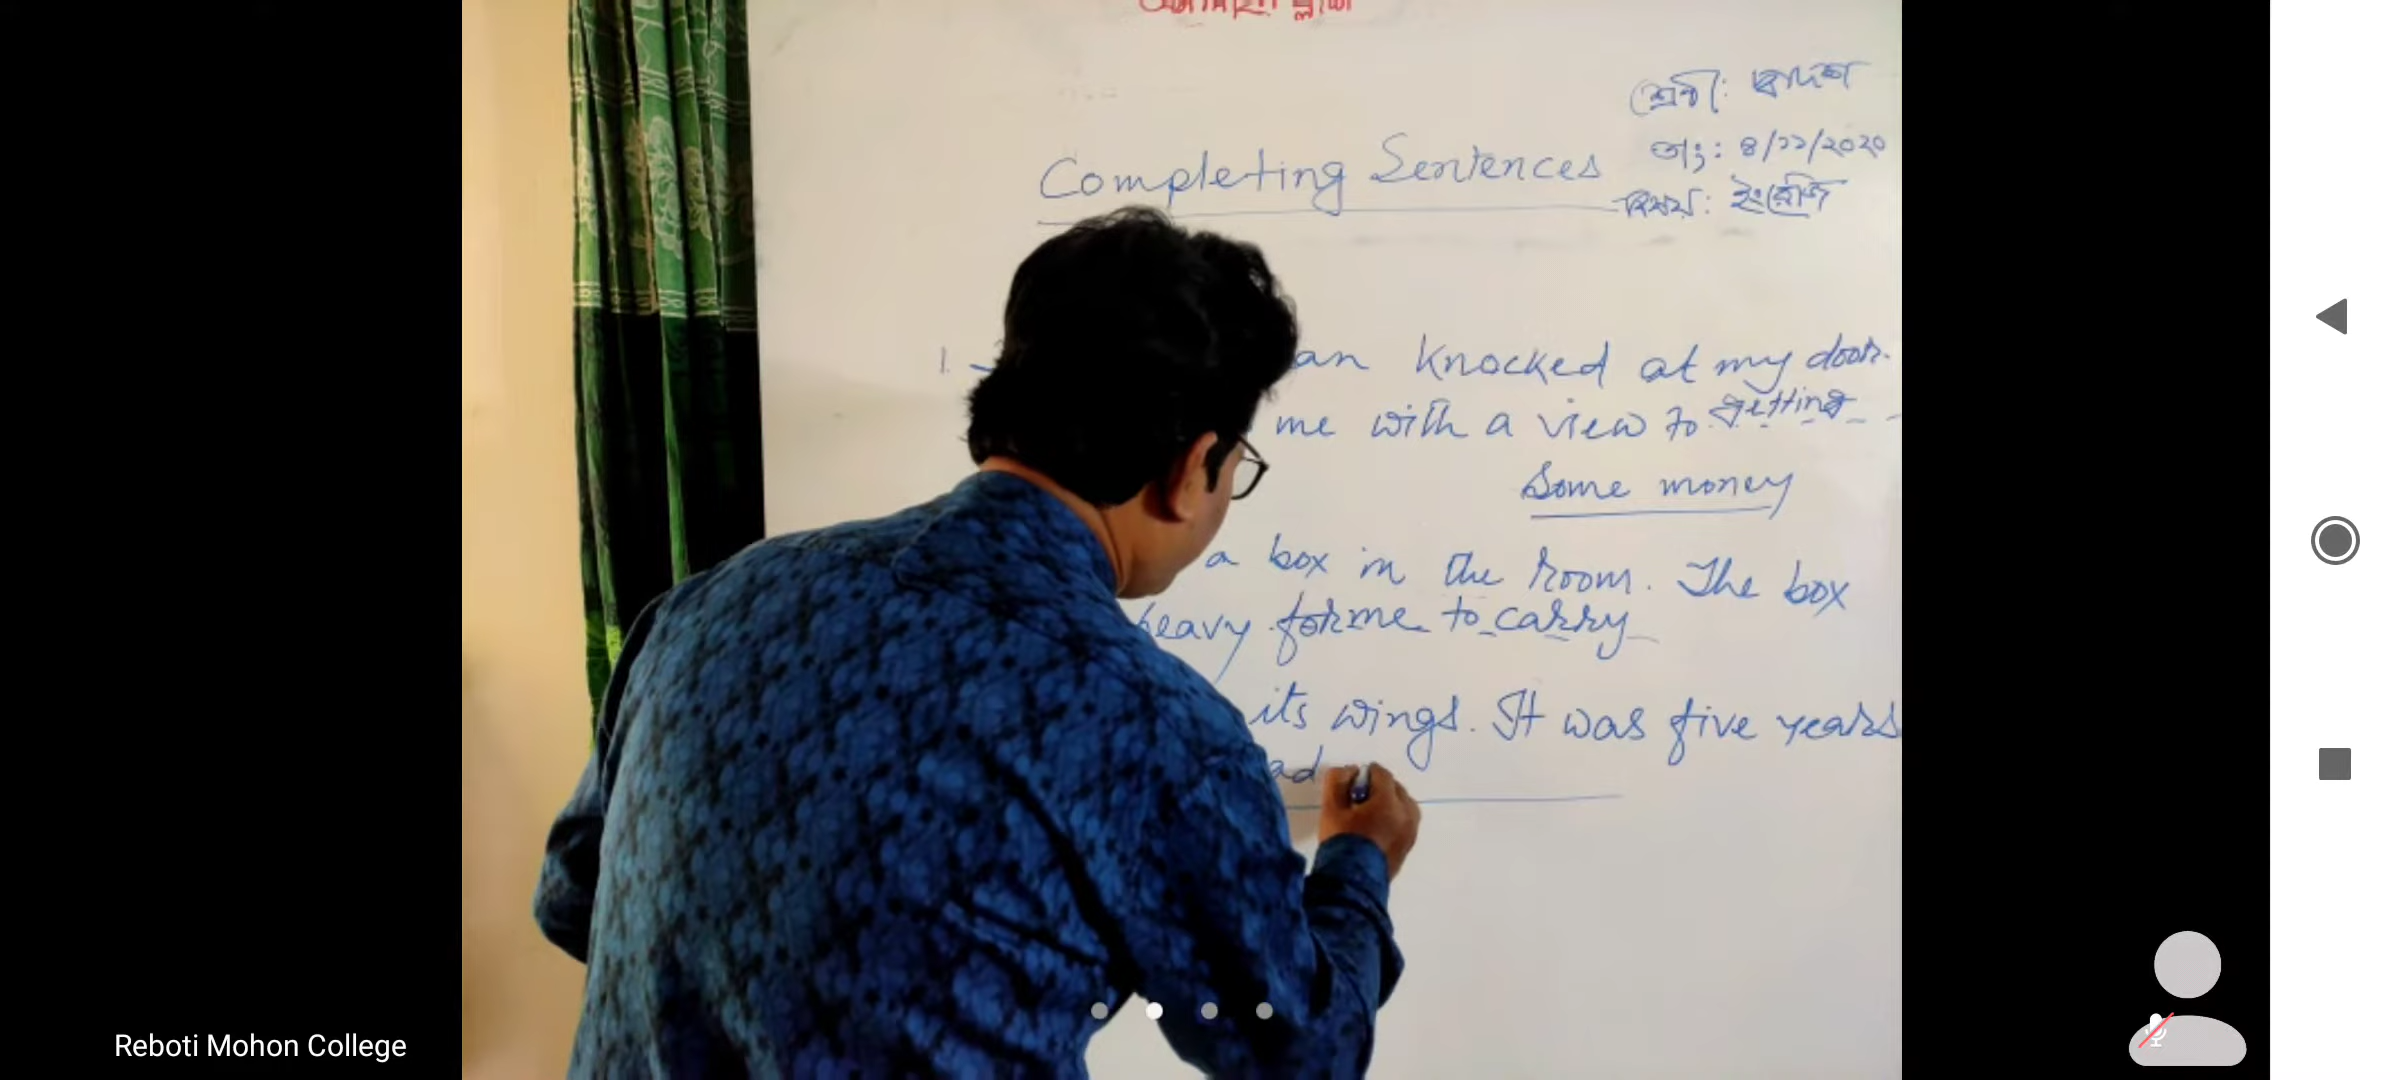 অনলাইন ক্লাস
শ্রেণী: দ্বাদশ
তাং: ৪/১১/২০২০
বিষয়: ইংরেজি
Completing Sentences
1. an knocked at my door.
me with a view to getting
some money
a box in the room. The box
heavy for me to carry
its wings. It was five years
ad
Reboti Mohon College